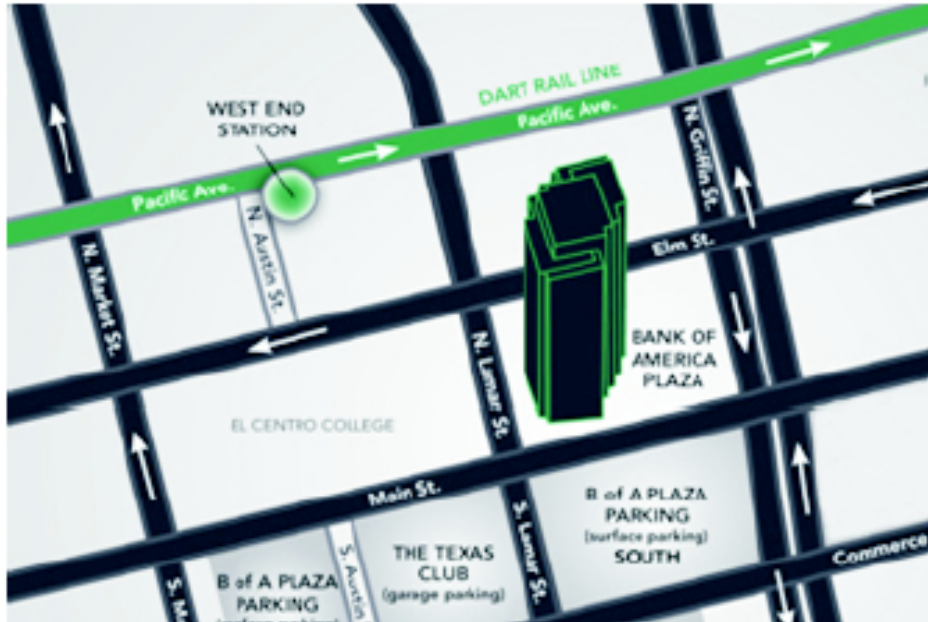 WEST END
STATION
DART RAIL LINE
Pacific Ave.
Pacific Ave.
N. Griffin St.
N. Austin St.
Elm St.
N. Market St.
N. Lamar St.
BANK OF
AMERICA
PLAZA
EL CENTRO COLLEGE
Main St.
B of A PLAZA
PARKING
(surface parking)
SOUTH
S. Lamar St.
THE TEXAS
CLUB
(garage parking)
Commerce
S. Austin
B of A PLAZA
PARKING
(surface parking)